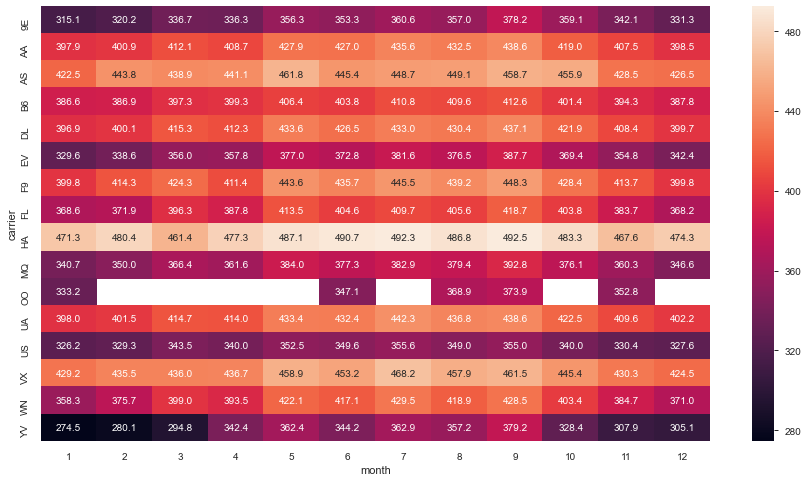 9E 315.1 320.2 336.7 336.3 356.3 353.3 360.6 357.0 378.2 359.1 342.1 331.3
AA 397.9 400.9 412.1 408.7 427.9 427.0 435.6 432.5 438.6 419.0 407.5 398.5
AS 422.5 443.8 438.9 441.1 461.8 445.4 448.7 449.1 458.7 455.9 428.5 426.5
B6 386.6 386.9 397.3 399.3 406.4 403.8 410.8 409.6 412.6 401.4 394.3 387.8
DL 396.9 400.1 415.3 412.3 433.6 426.5 433.0 430.4 437.1 421.9 408.4 399.7
EV 329.6 338.6 356.0 357.8 377.0 372.8 381.6 376.5 387.7 369.4 354.8 342.4
F9 399.8 414.3 424.3 411.4 443.6 435.7 445.5 439.2 448.3 428.4 413.7 399.8
FL 368.6 371.9 396.3 387.8 413.5 404.6 409.7 405.6 418.7 403.8 383.7 368.2
carrier
HA 471.3 480.4 461.4 477.3 487.1 490.7 492.3 486.8 492.5 483.3 467.6 474.3
MQ 340.7 350.0 366.4 361.6 384.0 377.3 382.9 379.4 392.8 376.1 360.3 346.6
OO 333.2 347.1 368.9 373.9 352.8
UA 398.0 401.5 414.7 414.0 433.4 432.4 442.3 436.8 438.6 422.5 409.6 402.2
US 326.2 329.3 343.5 340.0 352.5 349.6 355.6 349.0 355.0 340.0 330.4 327.6
VX 429.2 435.5 436.0 436.7 458.9 453.2 468.2 457.9 461.5 445.4 430.3 424.5
WN 358.3 375.7 399.0 393.5 422.1 417.1 429.5 418.9 428.5 403.4 384.7 371.0
YV 274.5 280.1 294.8 342.4 362.4 344.2 362.9 357.2 379.2 328.4 307.9 305.1
1 2 3 4 5 6 7 8 9 10 11 12
month
480
440
400
360
320
280